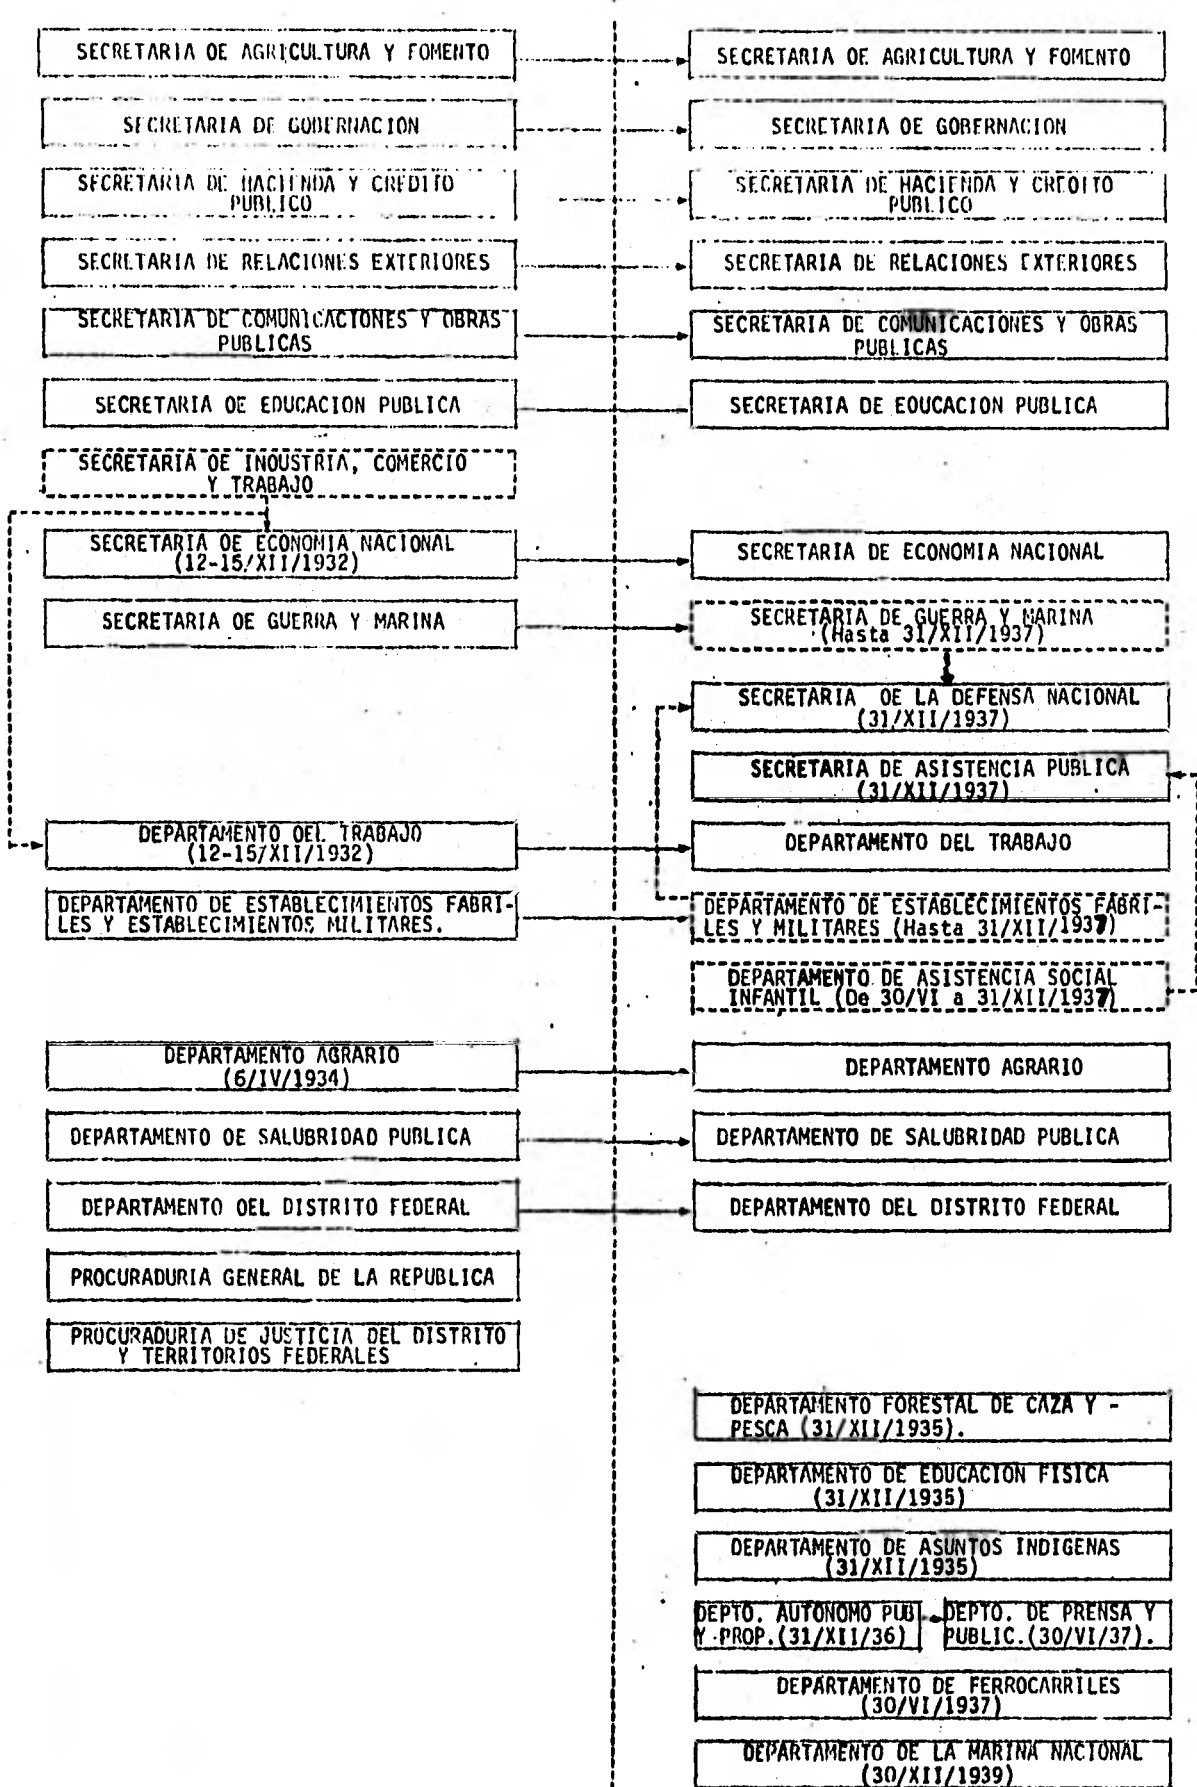 SECRETARIA DE AGRICULTURA Y FOMENTO
SECRETARIA DE GOBERNACION
SECRETARIA DE HACIENDA Y CREDITO
PUBLICO
SECRETARIA DE RELACIONES EXTERIORES
SECRETARIA DE COMUNICACIONES Y OBRAS
PUBLICAS
SECRETARIA DE EDUCACION PUBLICA
SECRETARIA DE INDUSTRIA, COMERCIO
Y TRABAJO
SECRETARIA DE ECONOMIA NACIONAL
(12-15/XII/1932)
SECRETARIA DE GUERRA Y MARINA
DEPARTAMENTO DEL TRABAJO
(12-15/XII/1932)
DEPARTAMENTO DE ESTABLECIMIENTOS FABRI-
LES Y ESTABLECIMIENTOS MILITARES.
DEPARTAMENTO AGRARIO
(6/IV/1934)
DEPARTAMENTO DE SALUBRIDAD PUBLICA
DEPARTAMENTO DEL DISTRITO FEDERAL
PROCURADURIA GENERAL DE LA REPUBLICA
PROCURADURIA DE JUSTICIA DEL DISTRITO
Y TERRITORIOS FEDERALES
SECRETARIA DE AGRICULTURA Y FOMENTO
SECRETARIA DE GOBERNACION
SECRETARIA DE HACIENDA Y CREDITO
PUBLICO
SECRETARIA DE RELACIONES EXTERIORES
SECRETARIA DE COMUNICACIONES Y OBRAS
PUBLICAS
SECRETARIA DE EDUCACION PUBLICA
SECRETARIA DE ECONOMIA NACIONAL
SECRETARIA DE GUERRA Y MARINA
(Hasta 31/XII/1937)
SECRETARIA DE LA DEFENSA NACIONAL
(31/XII/1937)
SECRETARIA DE ASISTENCIA PUBLICA
(31/XII/1937)
DEPARTAMENTO DEL TRABAJO
DEPARTAMENTO DE ESTABLECIMIENTOS FABRI-
LES Y MILITARES (Hasta 31/XII/1937)
DEPARTAMENTO DE ASISTENCIA SOCIAL
INFANTIL (De 30/VI a 31/XII/1937)
DEPARTAMENTO AGRARIO
DEPARTAMENTO DE SALUBRIDAD PUBLICA
DEPARTAMENTO DEL DISTRITO FEDERAL
DEPARTAMENTO FORESTAL DE CAZA Y -
PESCA (31/XII/1935).
DEPARTAMENTO DE EDUCACION FISICA
(31/XII/1935)
DEPARTAMENTO DE ASUNTOS INDIGENAS
(31/XII/1935)
DEPTO. AUTONOMO PUB
Y PROP.(31/XII/36)
DEPTO. DE PRENSA Y
PUBLIC.(30/VI/37).
DEPARTAMENTO DE FERROCARRILES
(30/VI/1937)
DEPARTAMENTO DE LA MARINA NACIONAL
(30/XII/1939)